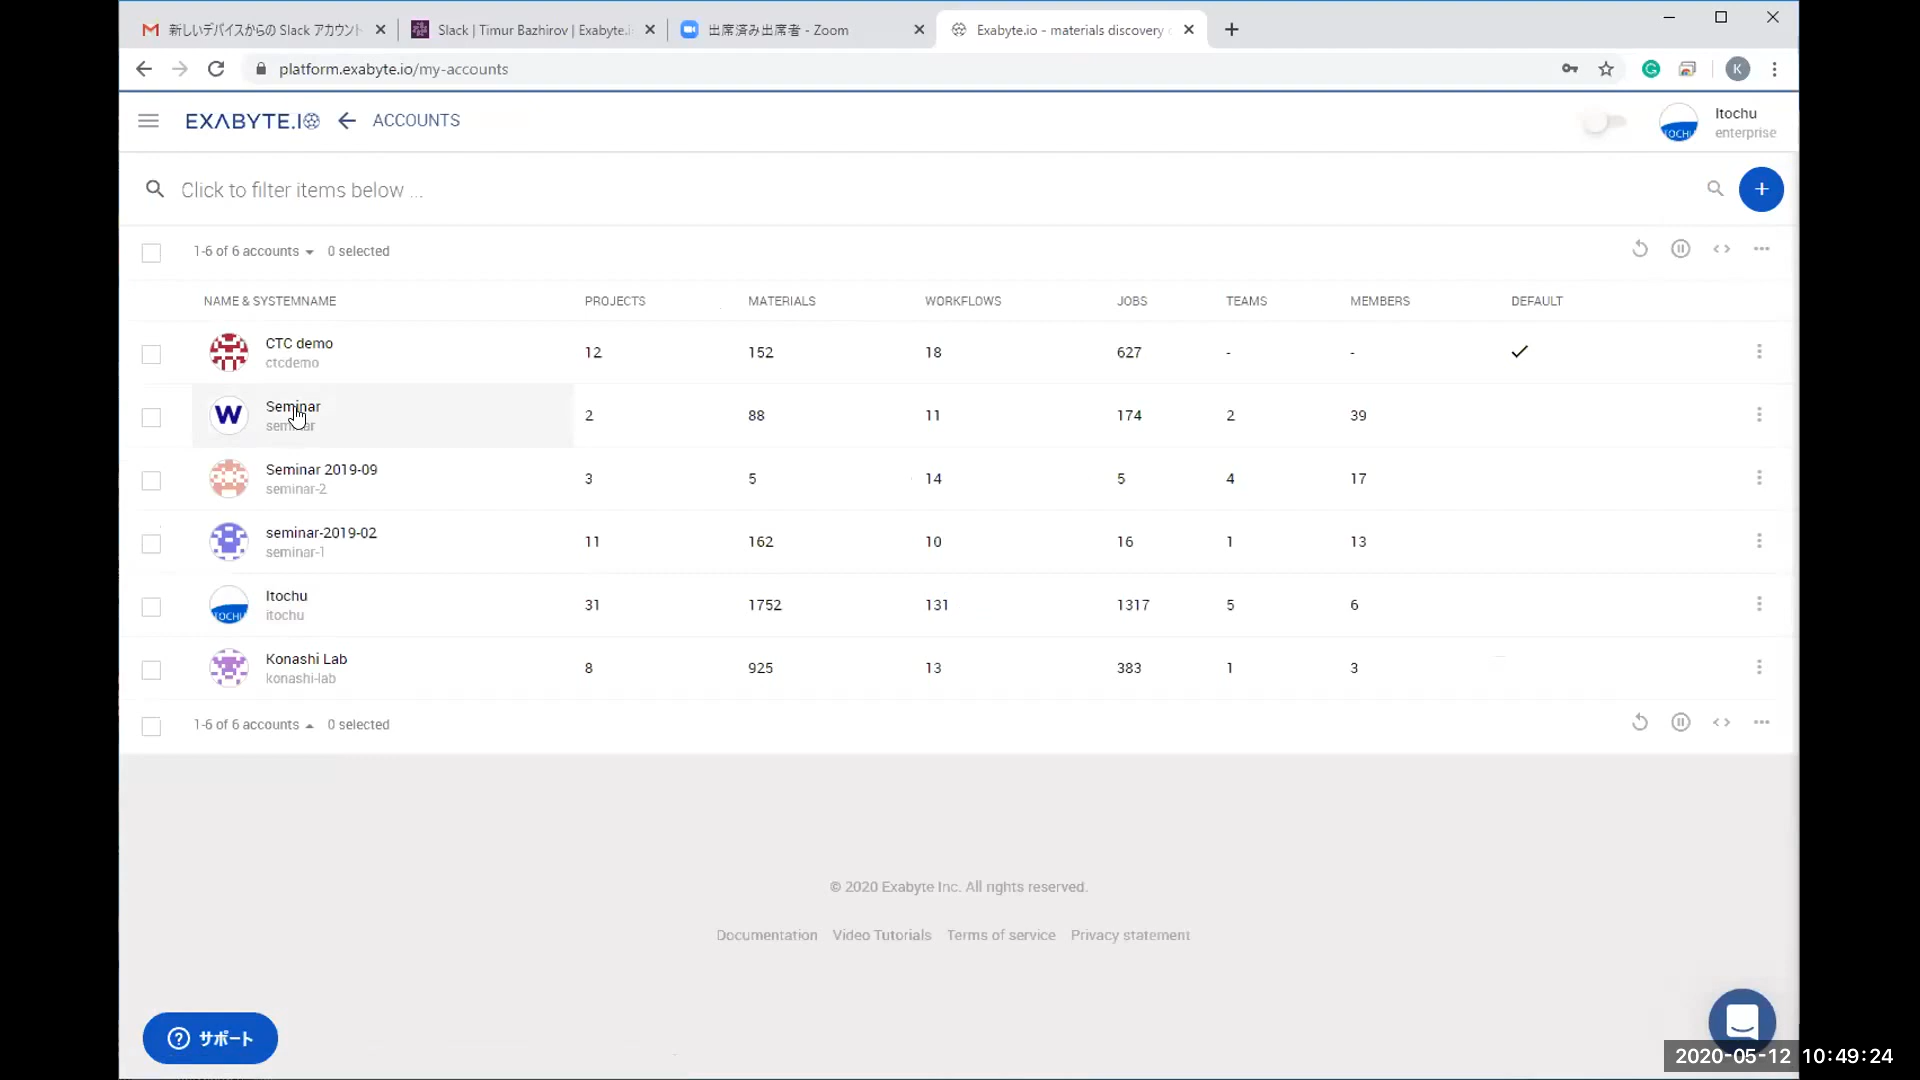 新しいデバイスからの Slack アカウント
Slack | Timur Bazhirov | Exabyte.i
出席済み出席者 - Zoom
Exabyte.io - materials discovery
platform.exabyte.io/my-accounts
K
EXABYTE.IO
ACCOUNTS
Itochu
enterprise
Click to filter items below ...
1-6 of 6 accounts 0 selected
NAME & SYSTEMNAME PROJECTS MATERIALS WORKFLOWS JOBS TEAMS MEMBERS DEFAULT
CTC demo
ctcdemo
12 152 18 627 - -
W
Seminar
seminar
2 88 11 174 2 39
Seminar 2019-09
seminar-2
3 5 14 5 4 17
seminar-2019-02
seminar-1
11 162 10 16 1 13
Itochu
itochu
31 1752 131 1317 5 6
Konashi Lab
konashi-lab
8 925 13 383 1 3
1-6 of 6 accounts 0 selected
© 2020 Exabyte Inc. All rights reserved.
Documentation Video Tutorials Terms of service Privacy statement
サポート
2020-05-12 10:49:24